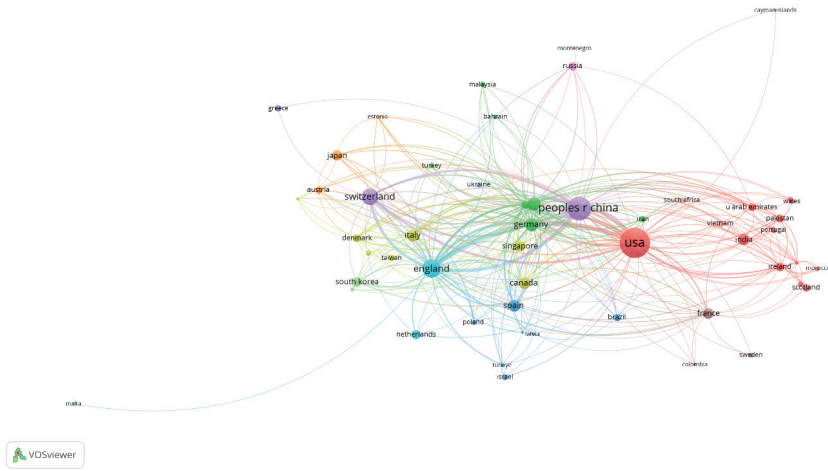 cayman islands
montenegro
russia
malaysia
greece
estonia
bahrain
japan
turkey
ukraine
austria
switzerland
south africa
wales
peoples r china
u arab emirates
pakistan
iran
germany
vietnam
portugal
italy
denmark
india
singapore
usa
taiwan
england
ireland
morocco
south korea
canada
scotland
spain
france
brazil
poland
netherlands
latvia
sweden
turkiye
colombia
israel
malta
VOSviewer